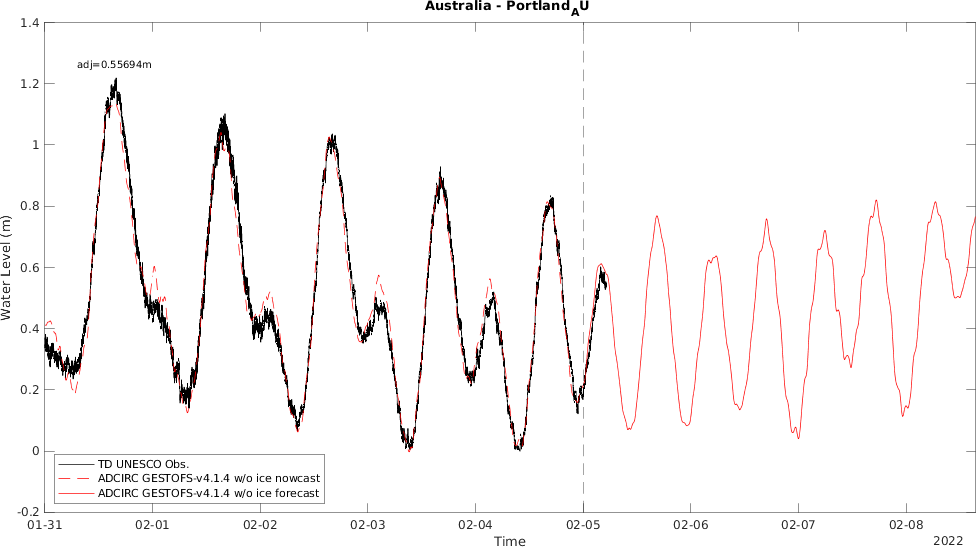 Australia - Portland_AU
adj=0.55694m
1.4
1.2
1
0.8
0.6
0.4
0.2
0
-0.2
Water Level (m)
TD UNESCO Obs.
ADCIRC GESTOFS-v4.1.4 w/o ice nowcast
ADCIRC GESTOFS-v4.1.4 w/o ice forecast
01-31 02-01 02-02 02-03 02-04 02-05 02-06 02-07 02-08
Time
2022